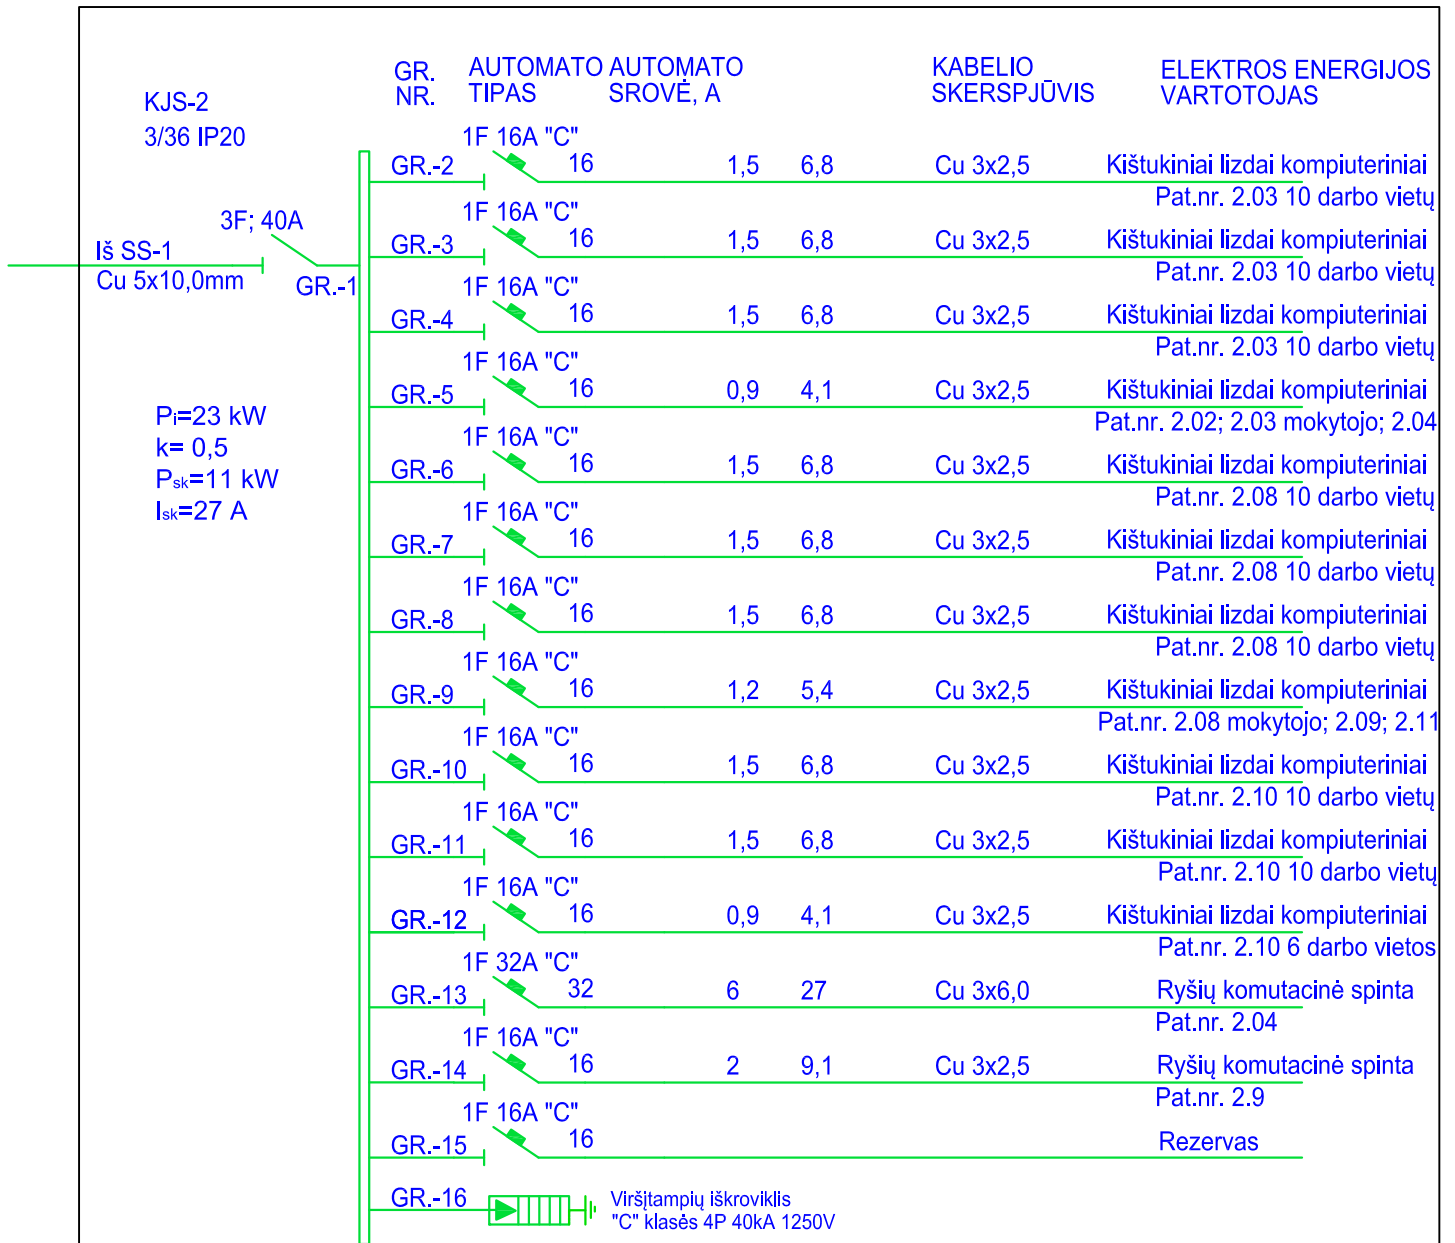 KJS-2
3/36 IP20
GR. NR.
AUTOMATO TIPAS
AUTOMATO SROVĖ, A
KABELIO SKERSPJŪVIS
ELEKTROS ENERGIJOS VARTOTOJAS
3F; 40A
Iš SS-1
Cu 5x10,0mm
GR.-1
Pi=23 kW
k= 0,5
Psk=11 kW
Isk=27 A
1F 16A "C"
GR.-2 16 1,5 6,8 Cu 3x2,5 Kištukiniai lizdai kompiuteriniai
Pat.nr. 2.03 10 darbo vietų
1F 16A "C"
GR.-3 16 1,5 6,8 Cu 3x2,5 Kištukiniai lizdai kompiuteriniai
Pat.nr. 2.03 10 darbo vietų
1F 16A "C"
GR.-4 16 1,5 6,8 Cu 3x2,5 Kištukiniai lizdai kompiuteriniai
Pat.nr. 2.03 10 darbo vietų
1F 16A "C"
GR.-5 16 0,9 4,1 Cu 3x2,5 Kištukiniai lizdai kompiuteriniai
Pat.nr. 2.02; 2.03 mokytojo; 2.04
1F 16A "C"
GR.-6 16 1,5 6,8 Cu 3x2,5 Kištukiniai lizdai kompiuteriniai
Pat.nr. 2.08 10 darbo vietų
1F 16A "C"
GR.-7 16 1,5 6,8 Cu 3x2,5 Kištukiniai lizdai kompiuteriniai
Pat.nr. 2.08 10 darbo vietų
1F 16A "C"
GR.-8 16 1,5 6,8 Cu 3x2,5 Kištukiniai lizdai kompiuteriniai
Pat.nr. 2.08 10 darbo vietų
1F 16A "C"
GR.-9 16 1,2 5,4 Cu 3x2,5 Kištukiniai lizdai kompiuteriniai
Pat.nr. 2.08 mokytojo; 2.09; 2.11
1F 16A "C"
GR.-10 16 1,5 6,8 Cu 3x2,5 Kištukiniai lizdai kompiuteriniai
Pat.nr. 2.10 10 darbo vietų
1F 16A "C"
GR.-11 16 1,5 6,8 Cu 3x2,5 Kištukiniai lizdai kompiuteriniai
Pat.nr. 2.10 10 darbo vietų
1F 16A "C"
GR.-12 16 0,9 4,1 Cu 3x2,5 Kištukiniai lizdai kompiuteriniai
Pat.nr. 2.10 6 darbo vietos
1F 32A "C"
GR.-13 32 6 27 Cu 3x6,0 Ryšių komutacinė spinta
Pat.nr. 2.04
1F 16A "C"
GR.-14 16 2 9,1 Cu 3x2,5 Ryšių komutacinė spinta
Pat.nr. 2.9
1F 16A "C"
GR.-15 16 Rezervas
GR.-16 Viršįtampių iškroviklis
"C" klasės 4P 40kA 1250V